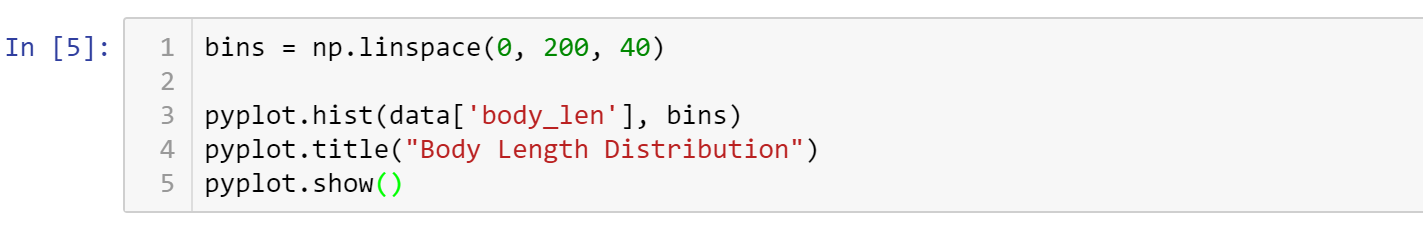 In [5]:
1 bins = np.linspace(0, 200, 40)
2
3 pyplot.hist(data['body_len'], bins)
4 pyplot.title("Body Length Distribution")
5 pyplot.show()